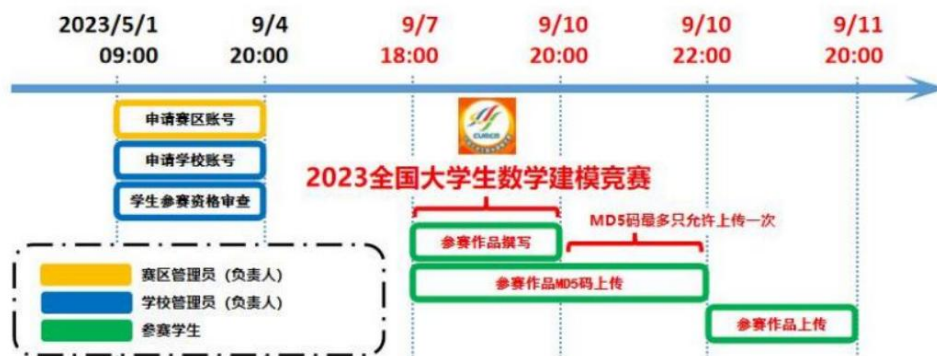 2023/5/1 9/4 9/7 9/10 9/10 9/11
09:00 20:00 18:00 20:00 22:00 20:00
申请赛区账号
申请学校账号
学生参赛资格审查
CUMCM
2023全国大学生数学建模竞赛
MD5码最多只允许上传一次
参赛作品撰写
参赛作品MD5码上传
参赛作品上传
赛区管理员（负责人）
学校管理员（负责人）
参赛学生